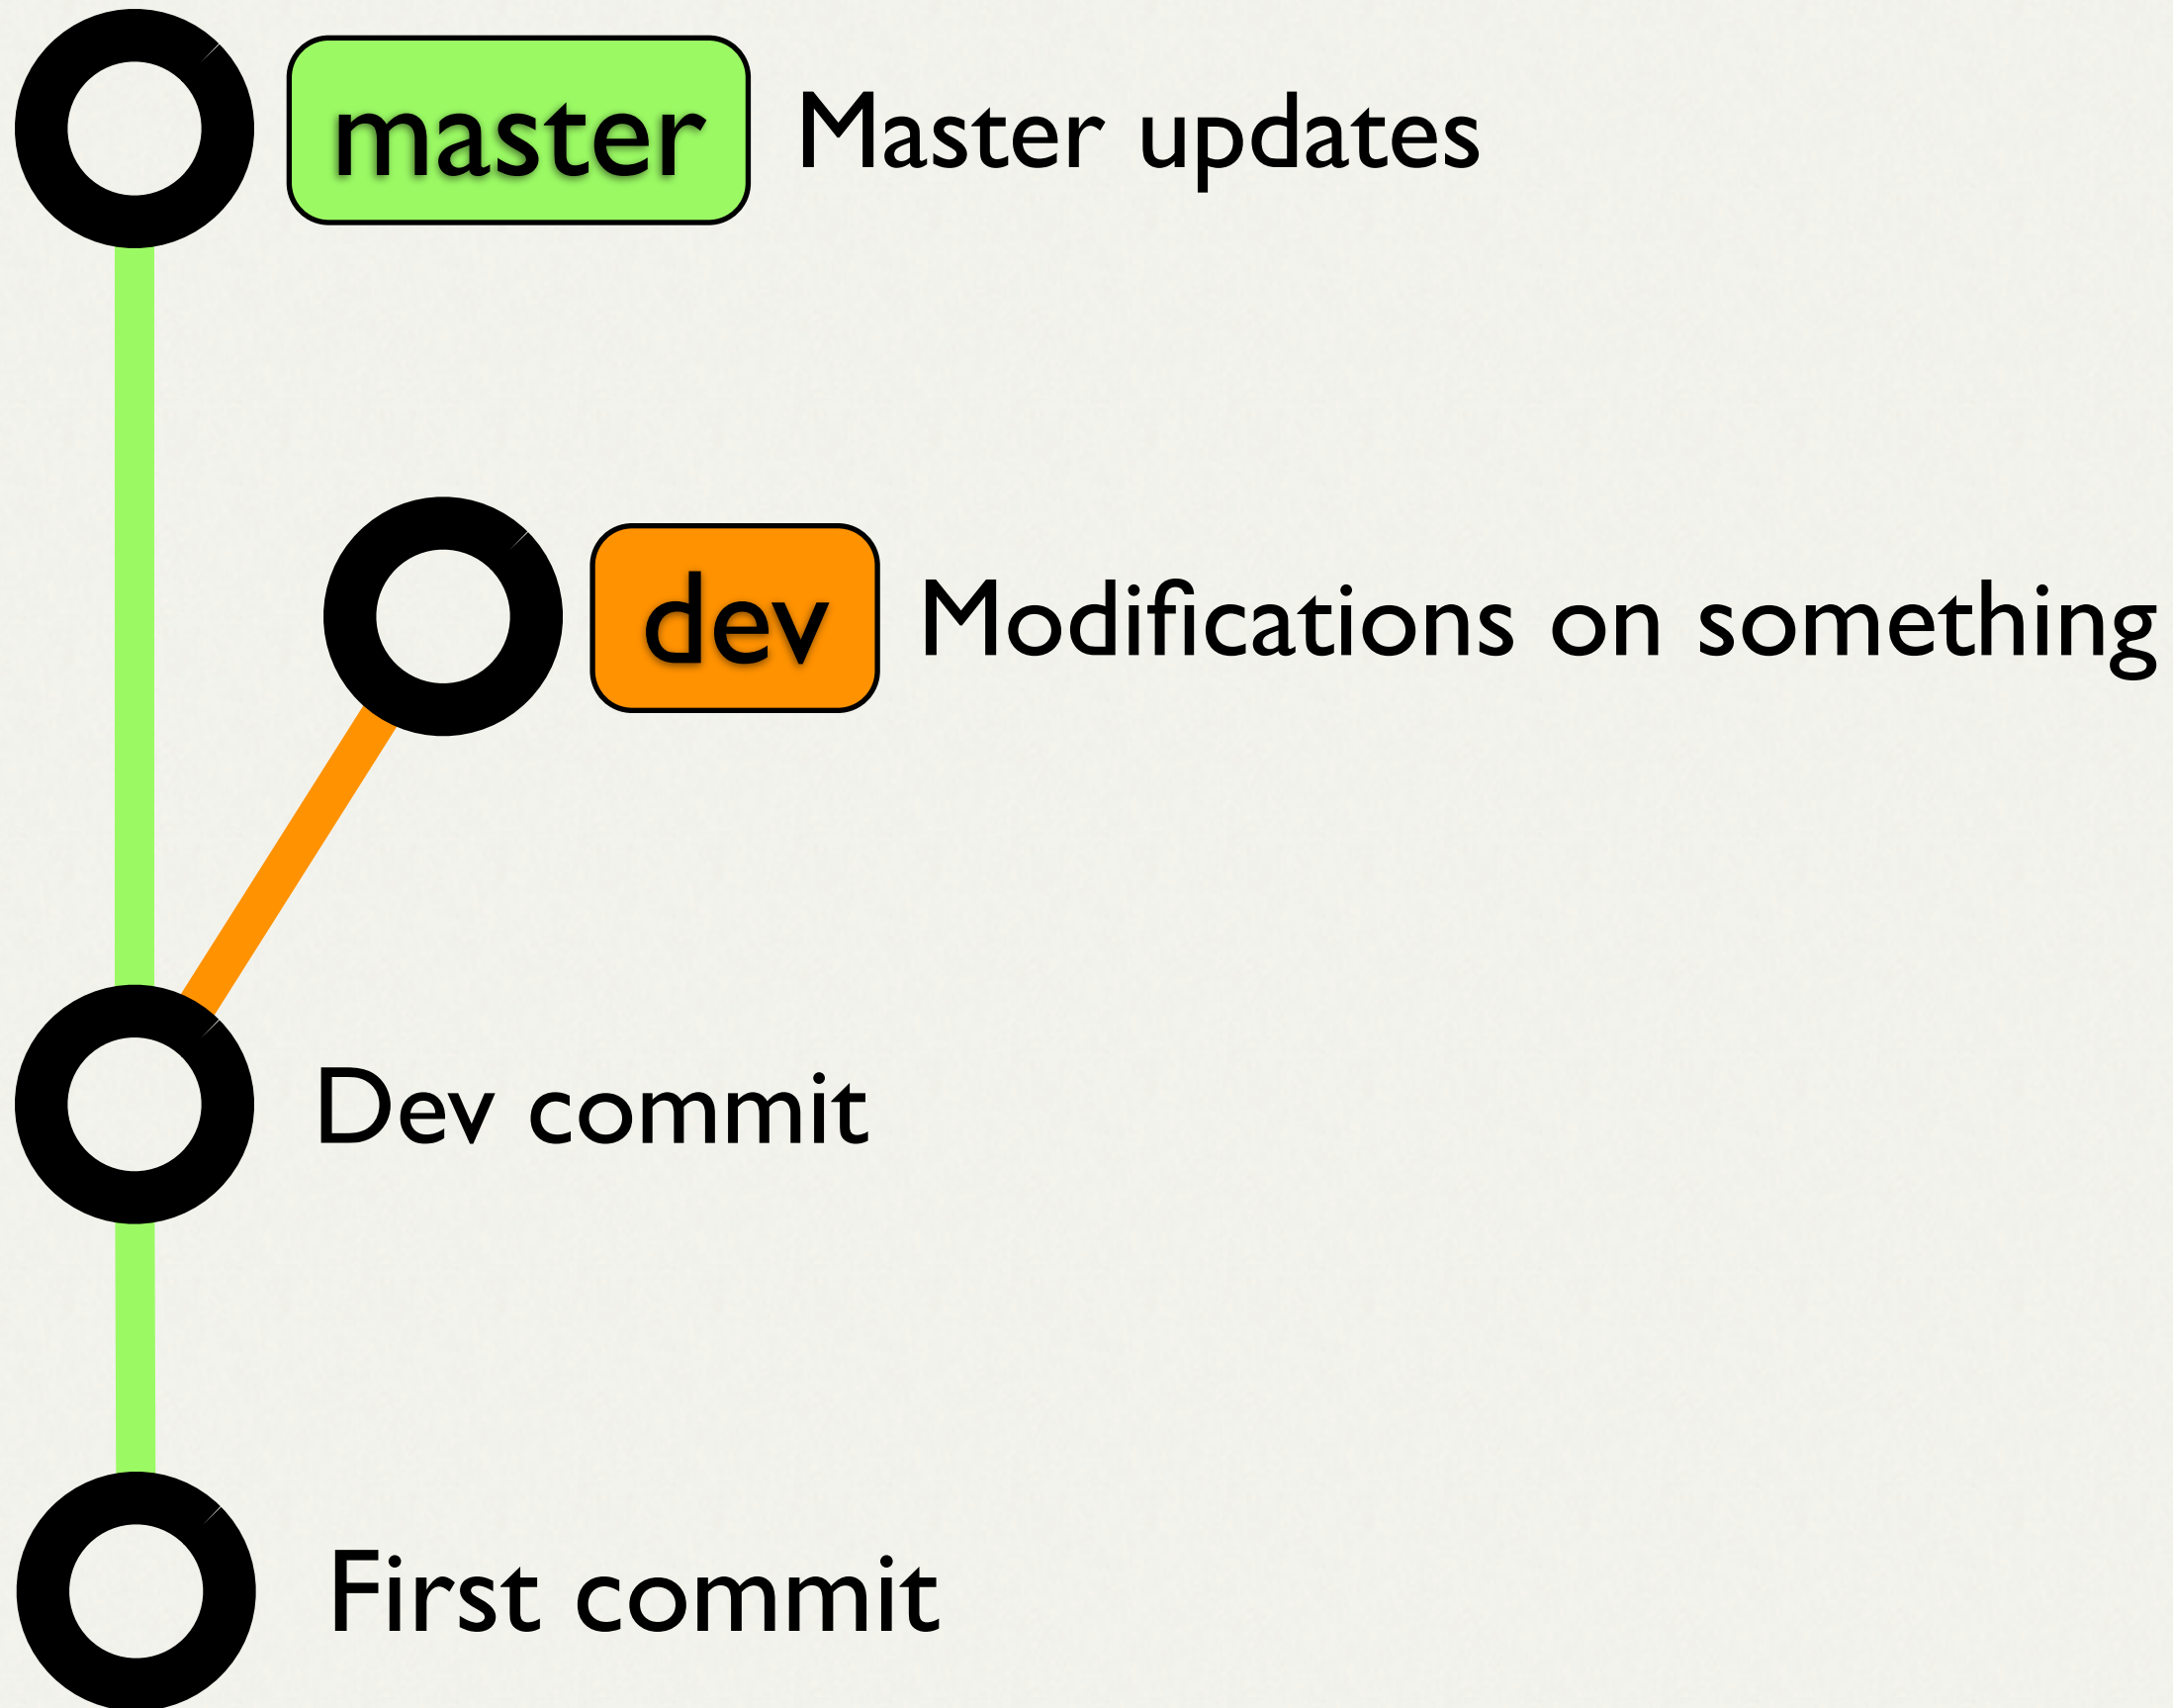 master Master updates
dev Modifications on something
Dev commit
First commit